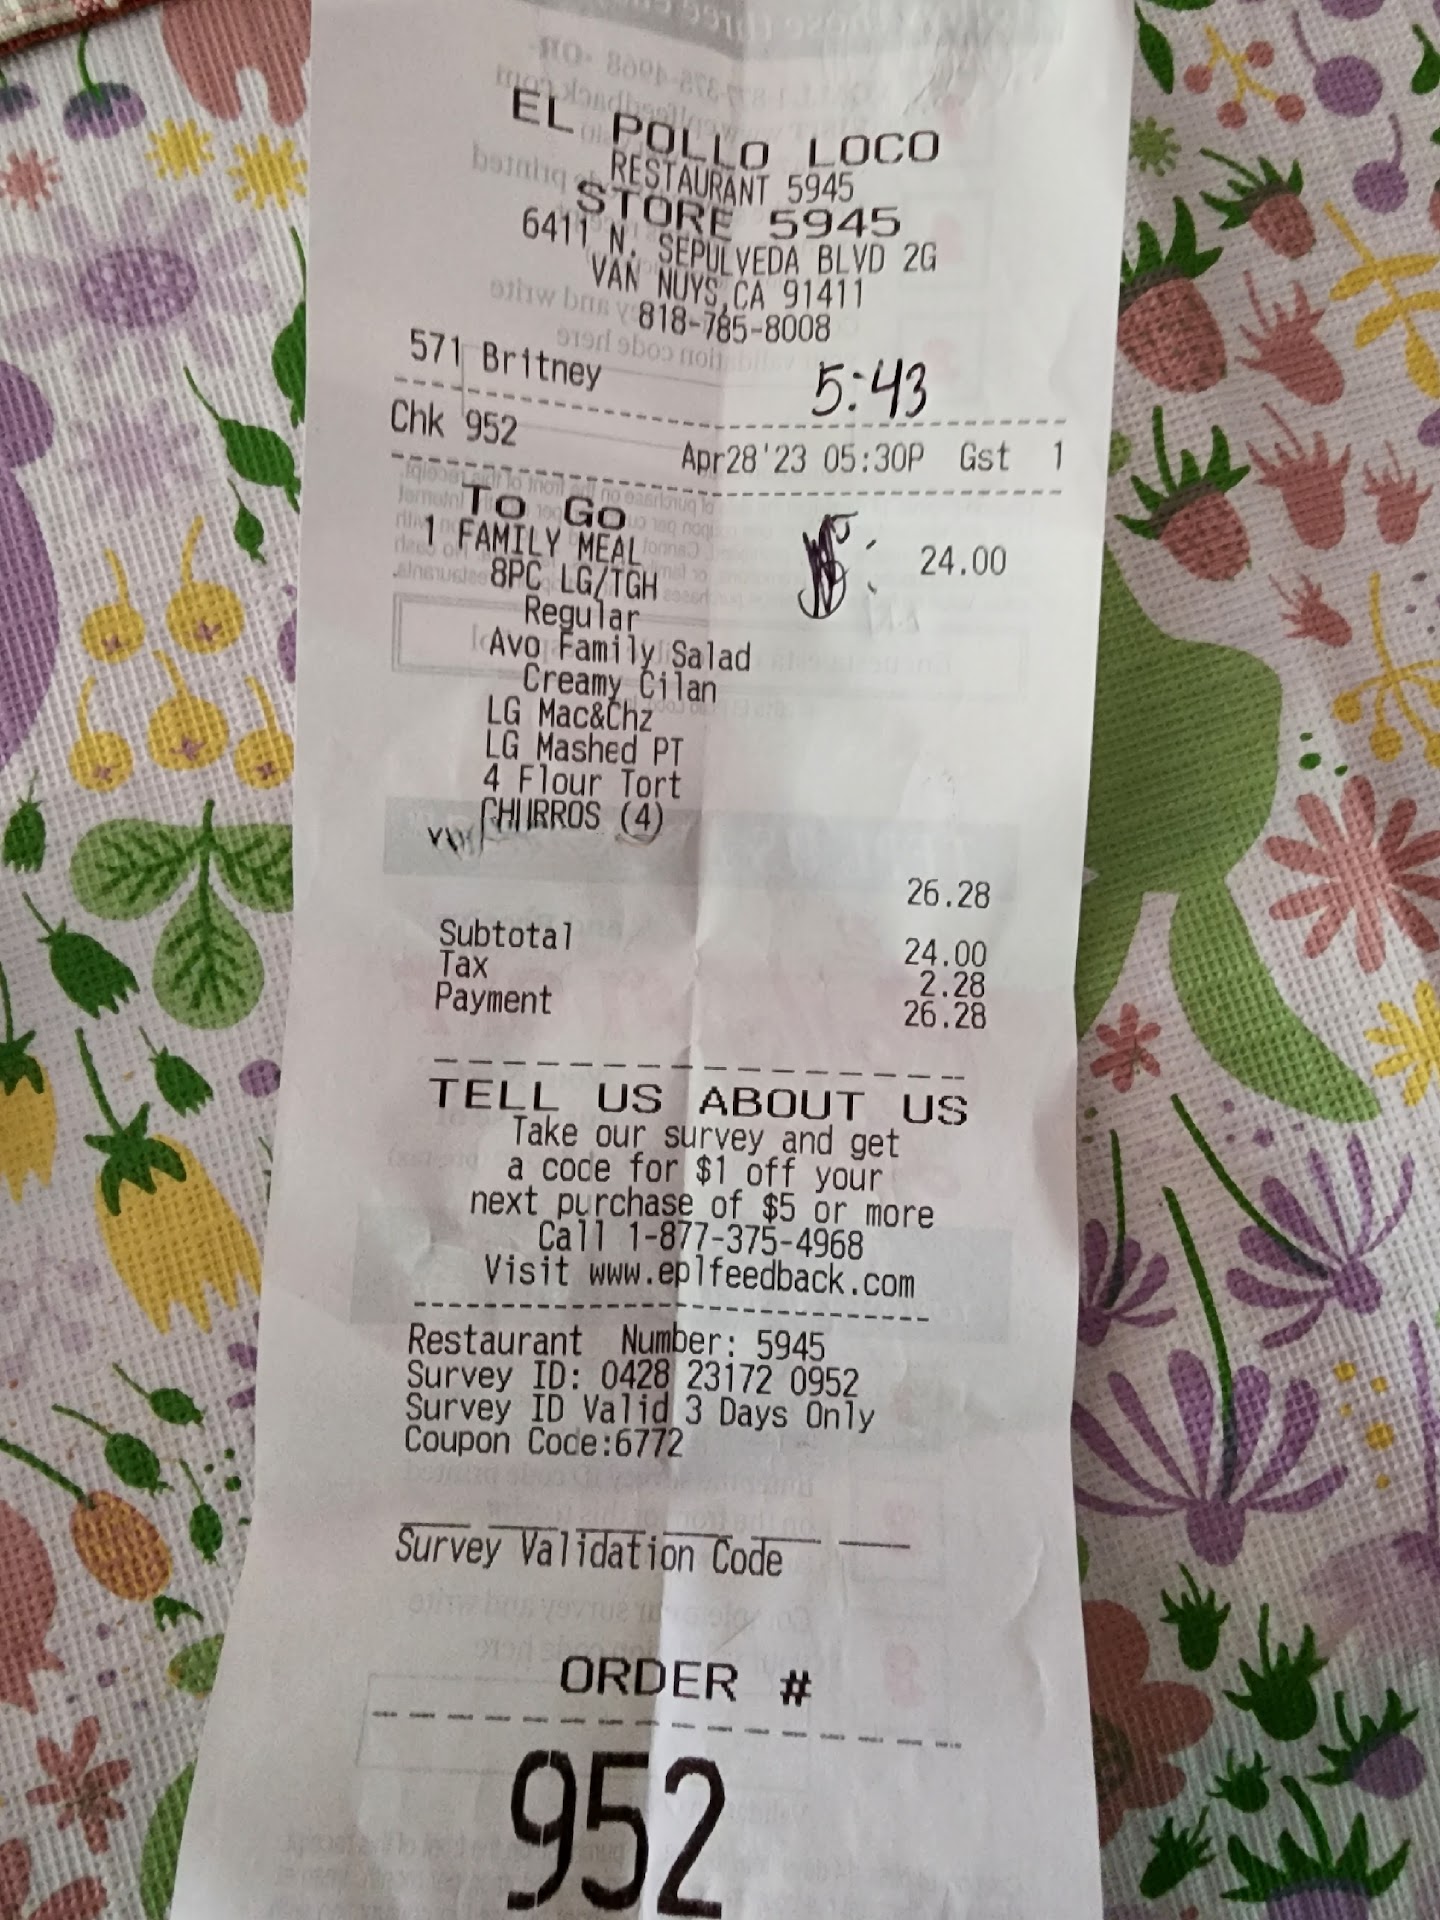 EL POLLO LOCO
RESTAURANT 5945
STORE 5945
6411 N. SEPULVEDA BLVD 2G
VAN NUYS,CA 91411
818-785-8008
571 Britney
5:43
Chk 952 Apr28'23 05:30P Gst 1
To Go
1 FAMILY MEAL 24.00
8PC LG/TGH
Regular
Avo Family Salad
Creamy Cilan
LG Mac&Chz
LG Mashed PT
4 Flour Tort
CHURROS (4)
26.28
Subtotal 24.00
Tax 2.28
Payment 26.28
TELL US ABOUT US
Take our survey and get
a code for $1 off your
next purchase of $5 or more
Call 1-877-375-4968
Visit www.eplfeedback.com
Restaurant Number: 5945
Survey ID: 0428 23172 0952
Survey ID Valid 3 Days Only
Coupon Code:6772
Survey Validation Code
ORDER #
952